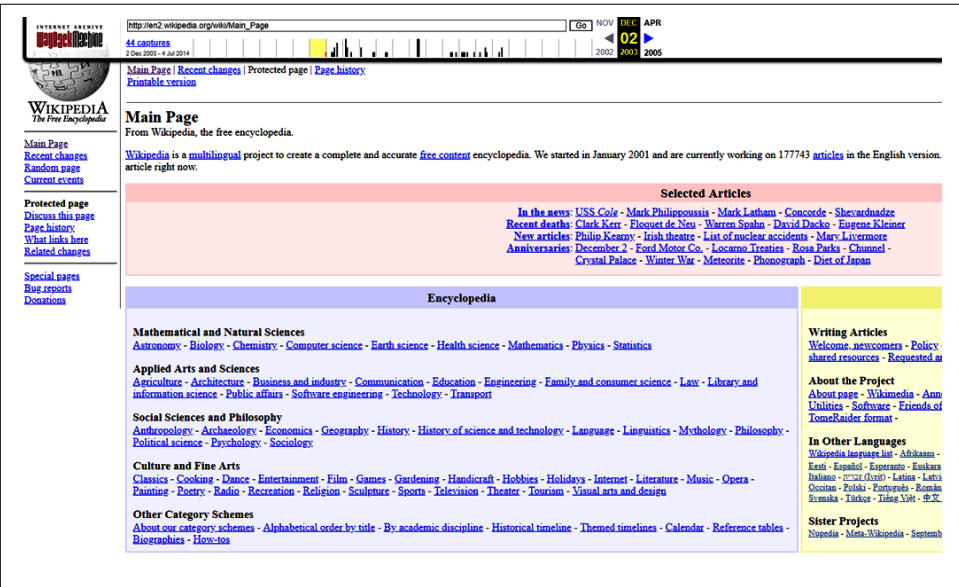 INTERNET ARCHIVE
WayBackMachine
http://en2.wikipedia.org/wiki/Main_Page
Go
NOV DEC APR
44 captures
02
2 Dec 2003 - 4 Jul 2014
2002 2003 2005
Main Page | Recent changes | Protected page | Page history
Printable version
WIKIPEDIA
The Free Encyclopedia
Main Page
Recent changes
Random page
Current events
Protected page
Discuss this page
Page history
What links here
Related changes
Special pages
Bug reports
Donations
Main Page
From Wikipedia, the free encyclopedia.
Wikipedia is a multilingual project to create a complete and accurate free content encyclopedia. We started in January 2001 and are currently working on 177743 articles in the English version.
article right now.
Selected Articles
In the news: USS Cole - Mark Philippoussis - Mark Latham - Concorde - Shevardnadze
Recent deaths: Clark Kerr - Floquet de Neu - Warren Spahn - David Dacko - Eugene Kleiner
New articles: Philip Kearny - Irish theatre - List of nuclear accidents - Mary Livermore
Anniversaries: December 2 - Ford Motor Co. - Locarno Treaties - Rosa Parks - Chunnel -
Crystal Palace - Winter War - Meteorite - Phonograph - Diet of Japan
Encyclopedia
Mathematical and Natural Sciences
Astronomy - Biology - Chemistry - Computer science - Earth science - Health science - Mathematics - Physics - Statistics
Applied Arts and Sciences
Agriculture - Architecture - Business and industry - Communication - Education - Engineering - Family and consumer science - Law - Library and
information science - Public affairs - Software engineering - Technology - Transport
Social Sciences and Philosophy
Anthropology - Archaeology - Economics - Geography - History - History of science and technology - Language - Linguistics - Mythology - Philosophy -
Political science - Psychology - Sociology
Culture and Fine Arts
Classics - Cooking - Dance - Entertainment - Film - Games - Gardening - Handicraft - Hobbies - Holidays - Internet - Literature - Music - Opera -
Painting - Poetry - Radio - Recreation - Religion - Sculpture - Sports - Television - Theater - Tourism - Visual arts and design
Other Category Schemes
About our category schemes - Alphabetical order by title - By academic discipline - Historical timeline - Themed timelines - Calendar - Reference tables -
Biographies - How-tos
Writing Articles
Welcome, newcomers - Policy
shared resources - Requested
About the Project
About page - Wikimedia -
Utilities - Software - Friends of
TomeRaider format -
In Other Languages
Wikipedia language list - Afrikaans -
Eesti - Español - Esperanto - Euskara
Italiano - עברית (Ivrit) - Latina -
Occitan - Polski - Português -
Svenska - Türkçe - Tiếng Việt - 中文
Sister Projects
Nupedia - Meta-Wikipedia -